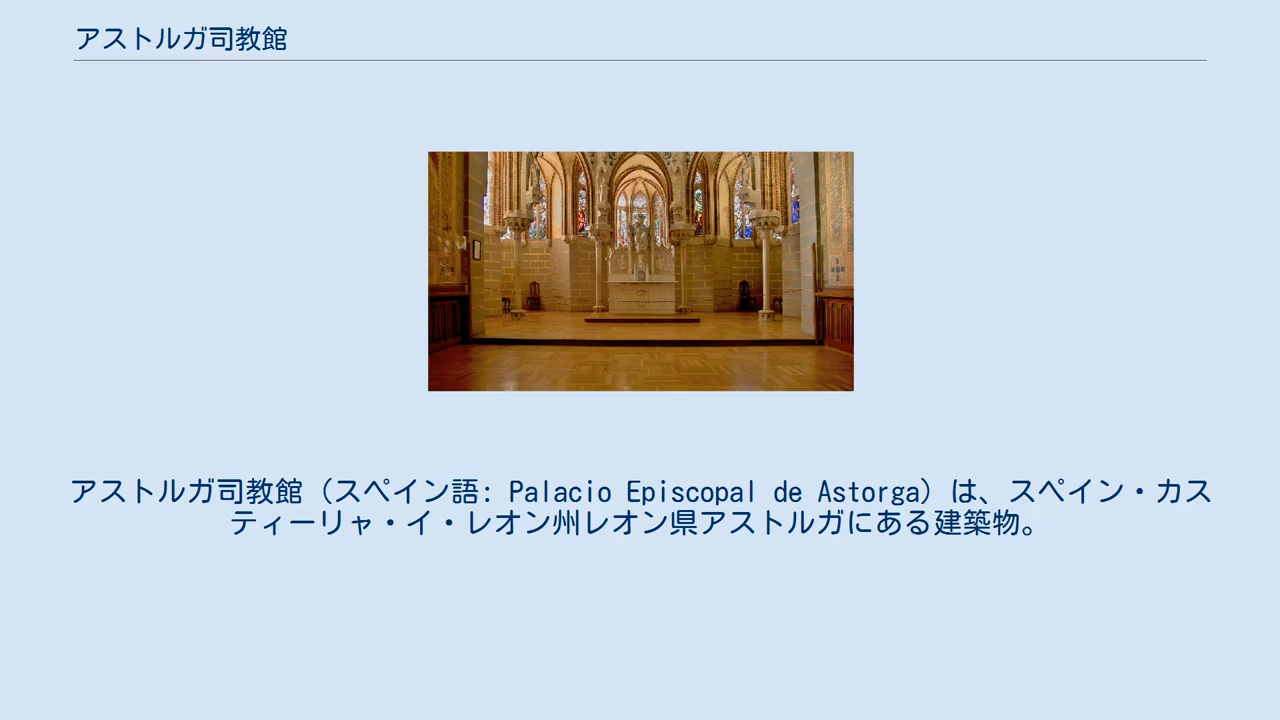 アストルガ司教館
アストルガ司教館（スペイン語: Palacio Episcopal de Astorga）は、スペイン・カス
ティーリャ・イ・レオン州レオン県アストルガにある建築物。